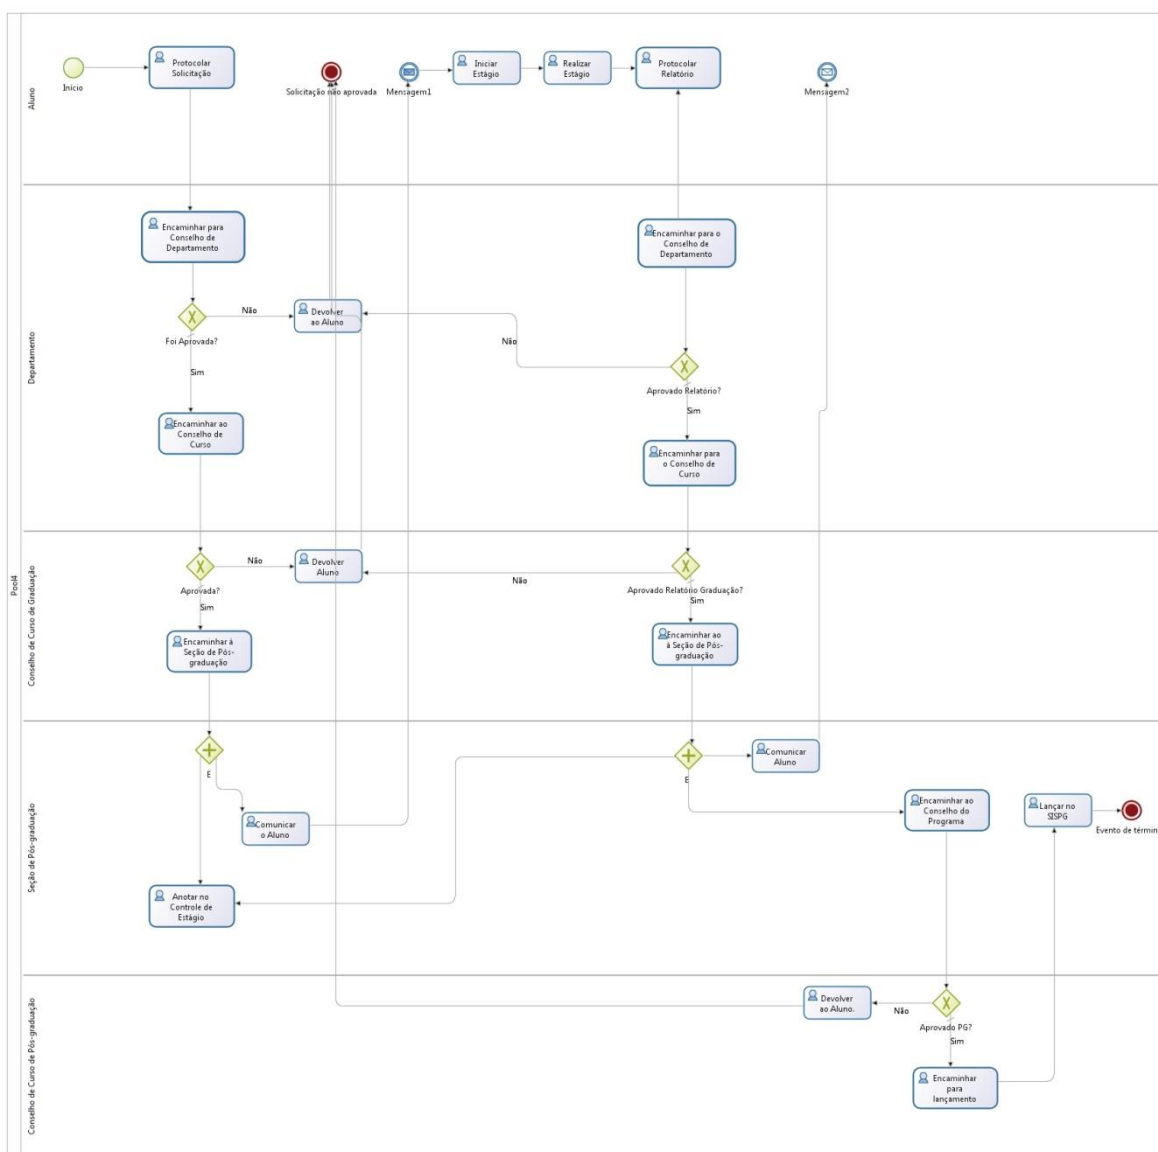 Pool4
Aluno
Início
Protocolar
Solicitação
Solicitação não aprovada
Mensagem1
Iniciar
Estágio
Realizar
Estágio
Protocolar
Relatório
Mensagem2
Departamento
Encaminhar para
Conselho de
Departamento
Foi Aprovada?
Não
Devolver
ao Aluno
Sim
Encaminhar ao
Conselho de
Curso
Encaminhar para o
Conselho de
Departamento
Não
Aprovado Relatório?
Sim
Encaminhar para
o Conselho de
Curso
Conselho de Curso de Graduação
Aprovada?
Não
Devolver
Aluno
Sim
Encaminhar à
Seção de Pós-
graduação
Não
Aprovado Relatório Graduação?
Sim
Encaminhar ao
à Seção de Pós-
graduação
Seção de Pós-graduação
E
Comunicar
o Aluno
Anotar no
Controle de
Estágio
E
Comunicar
Aluno
Encaminhar ao
Conselho do
Programa
Lançar no
SISPG
Evento de términ
Conselho de Curso de Pós-graduação
Devolver
ao Aluno.
Não
Aprovado PG?
Sim
Encaminhar
para
lançamento